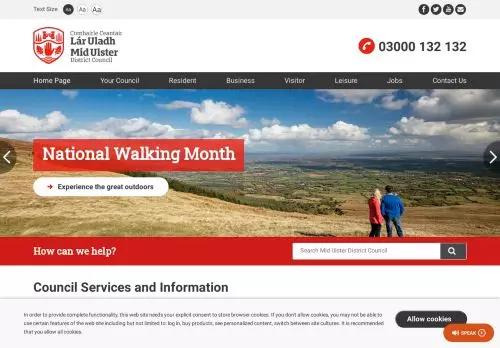 Text Size: Aa Aa Aa
Comhairle Ceantair
Lár Uladh
Mid Ulster
District Council
03000 132 132
Home Page Your Council Resident Business Visitor Leisure Jobs Contact Us
National Walking Month
Experience the great outdoors
How can we help?
Search Mid Ulster District Council
Council Services and Information
In order to provide complete functionality, this web site needs your explicit consent to store browser cookies. If you don't allow cookies, you may not be able to
use certain features of the web site including but not limited to: log in, buy products, see personalized content, switch between site cultures. It is recommended
that you allow all cookies.
Allow cookies
SPEAK